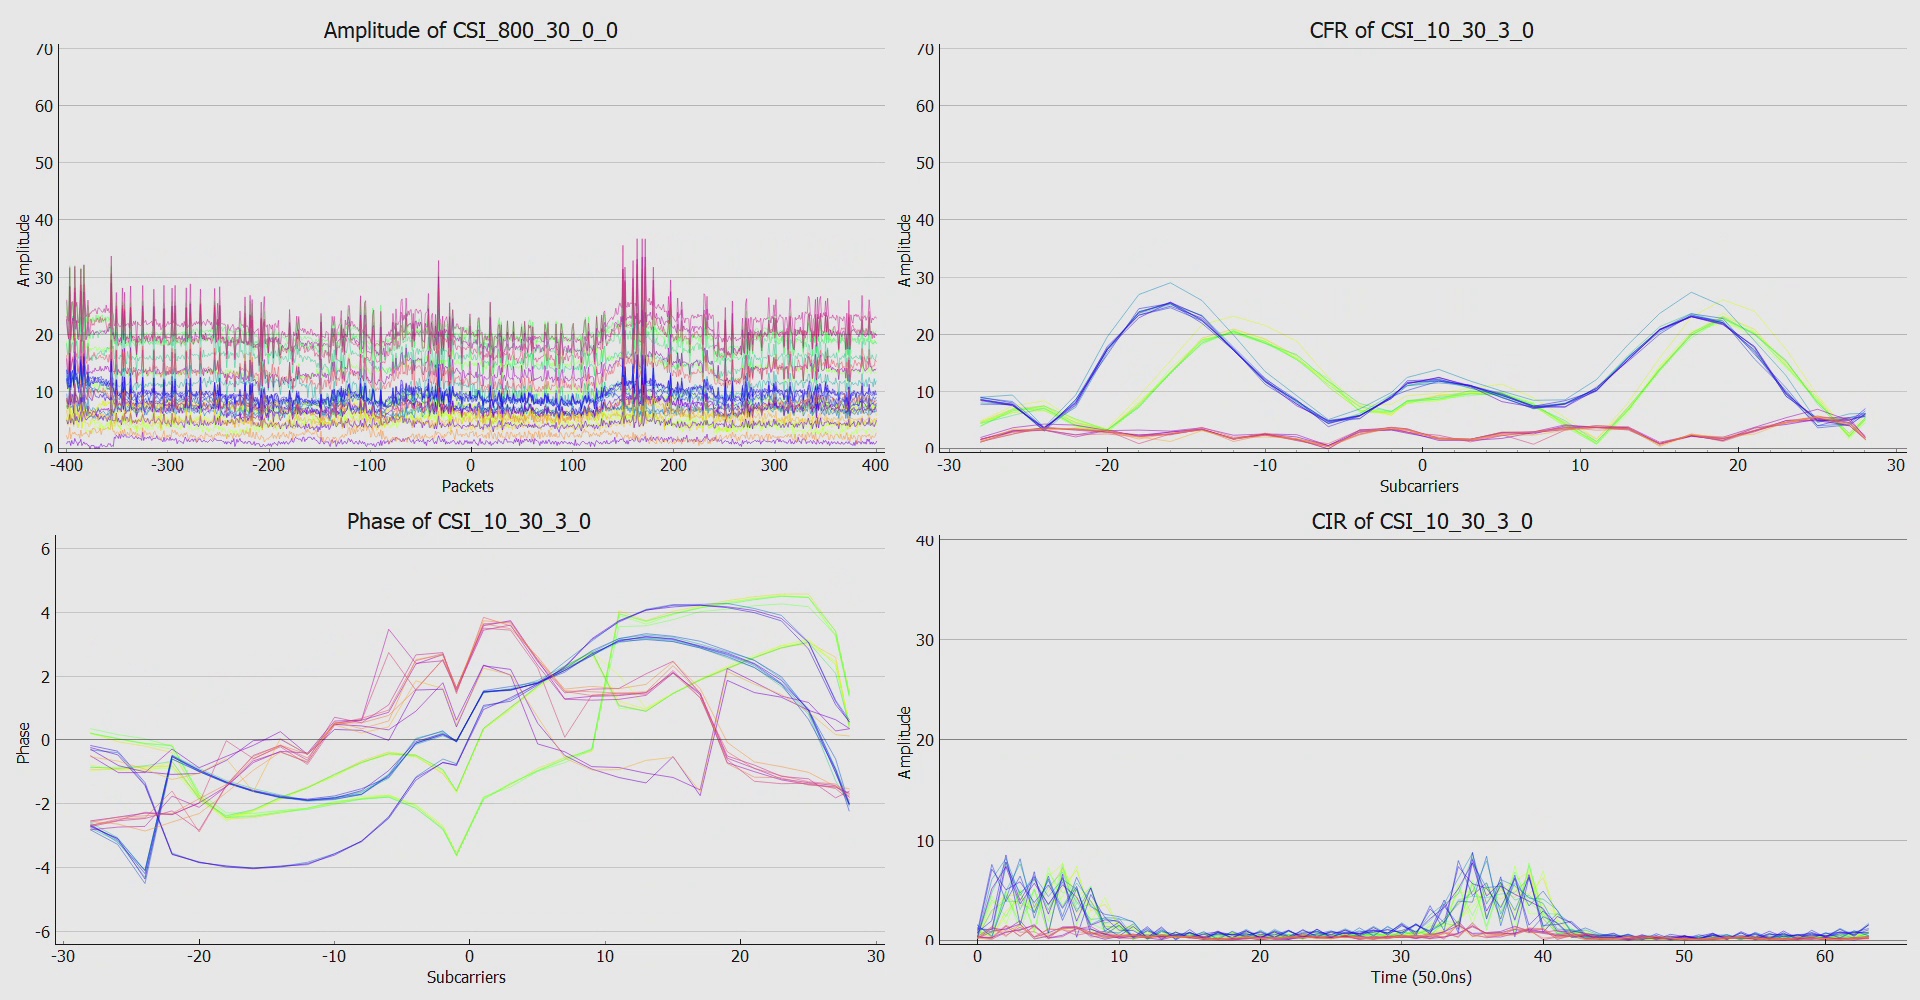 Amplitude of CSI_800_30_0_0
70
60
50
40
30
20
10
0
Amplitude
-400 -300 -200 -100 0 100 200 300 400
Packets
CFR of CSI_10_30_3_0
70
60
50
40
30
20
10
0
Amplitude
-30 -20 -10 0 10 20 30
Subcarriers
Phase of CSI_10_30_3_0
6
4
2
0
-2
-4
-6
Phase
-30 -20 -10 0 10 20 30
Subcarriers
CIR of CSI_10_30_3_0
40
30
20
10
0
Amplitude
0 10 20 30 40 50 60
Time (50.0ns)